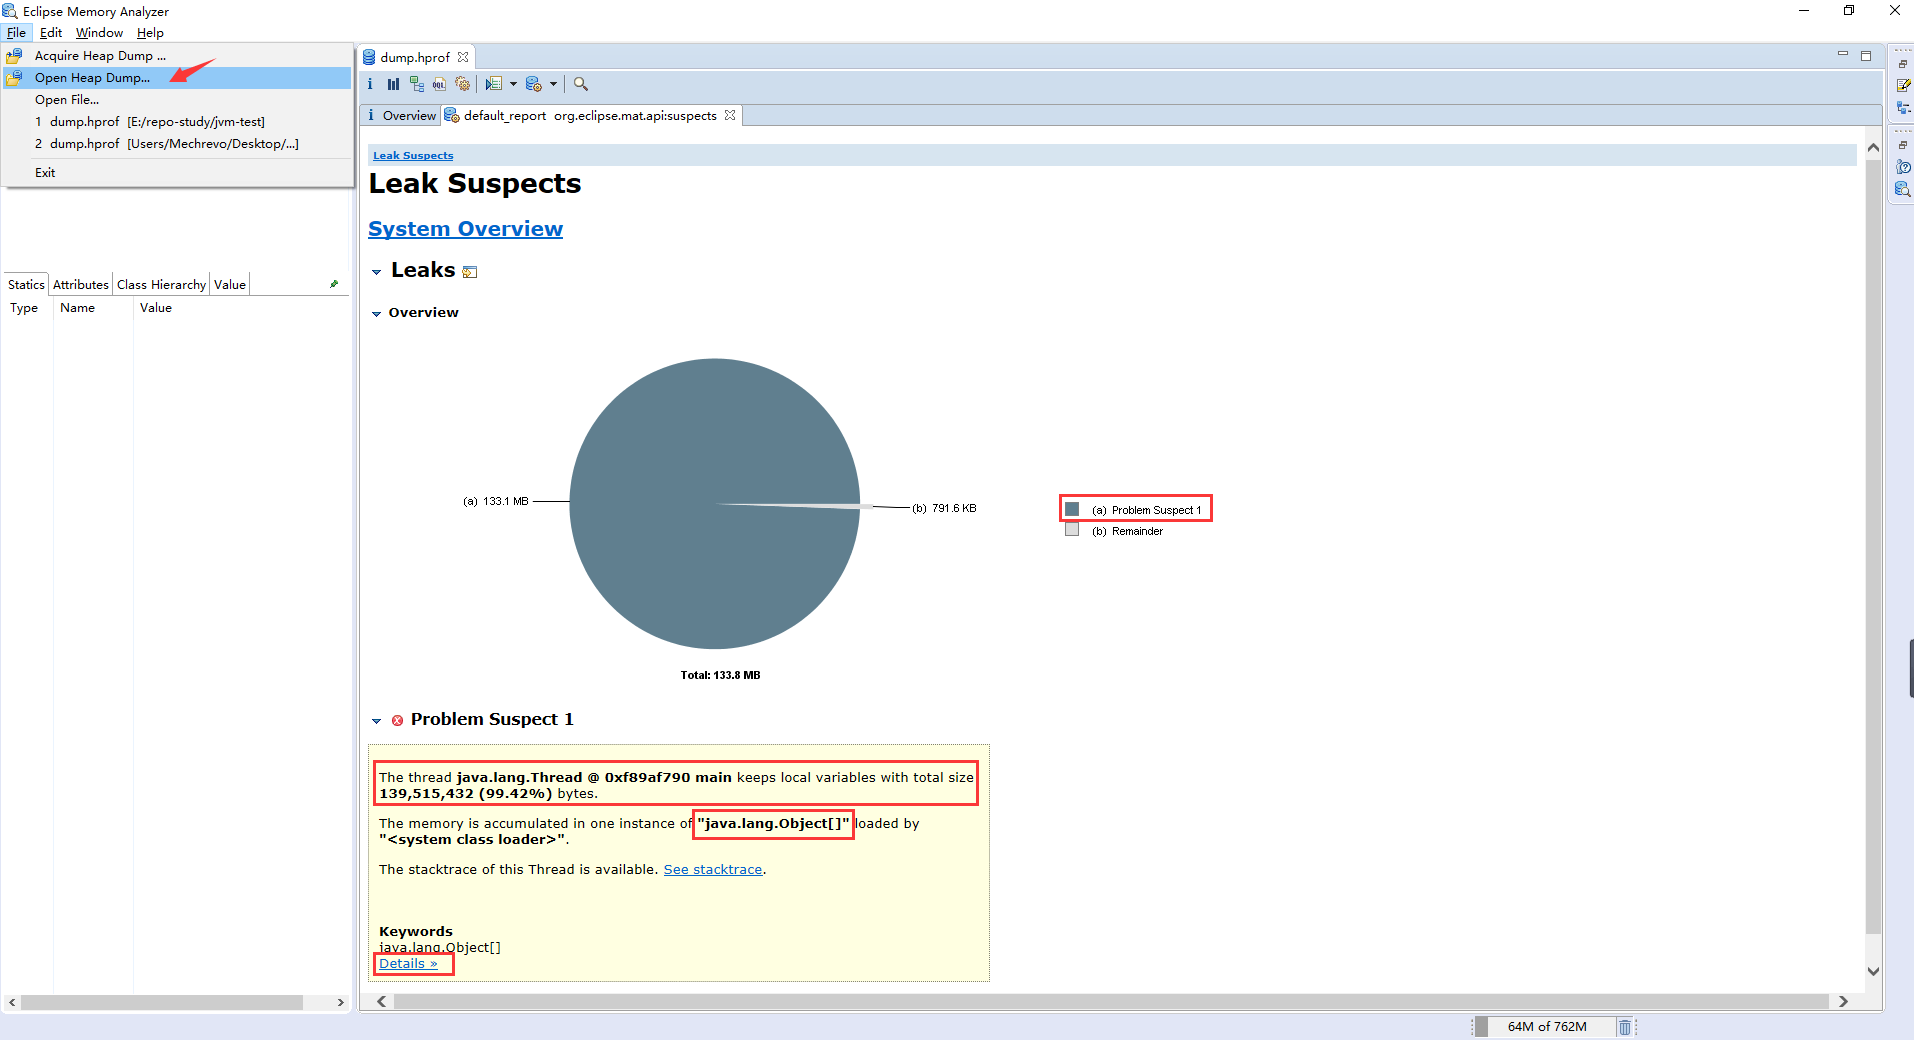 Eclipse Memory Analyzer
File Edit Window Help
Acquire Heap Dump ...
Open Heap Dump...
Open File...
1 dump.hprof [E:/repo-study/jvm-test]
2 dump.hprof [Users/Mechrevo/Desktop/...]
Exit
Statics Attributes Class Hierarchy Value
Type Name Value
dump.hprof
i OQL
i Overview default_report org.eclipse.mat.api:suspects
Leak Suspects
Leak Suspects
System Overview
Leaks
Overview
(a) 133.1 MB
(b) 791.6 KB
(a) Problem Suspect 1
(b) Remainder
Total: 133.8 MB
Problem Suspect 1
The thread java.lang.Thread @ 0xf89af790 main keeps local variables with total size
139,515,432 (99.42%) bytes.
The memory is accumulated in one instance of "java.lang.Object[]" loaded by
"<system class loader>".
The stacktrace of this Thread is available. See stacktrace.
Keywords
java.lang.Object[]
Details »
64M of 762M